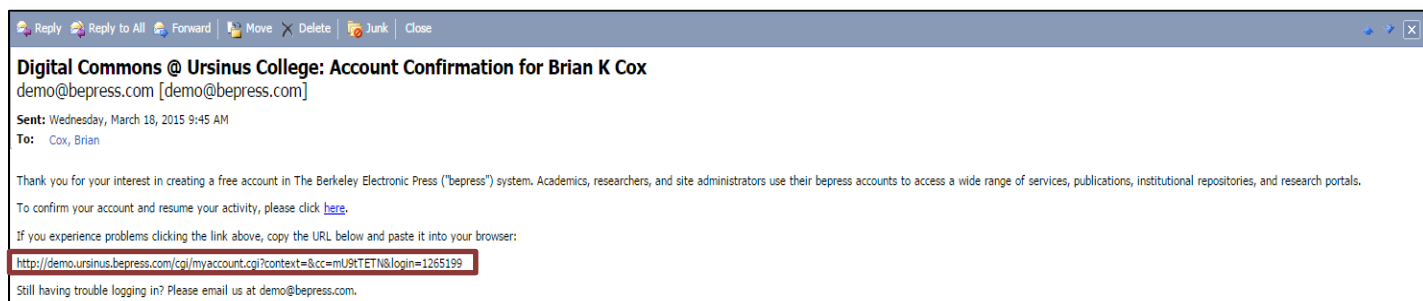 Reply Reply to All Forward Move Delete Junk Close
Digital Commons @ Ursinus College: Account Confirmation for Brian K Cox
demo@bepress.com [demo@bepress.com]
Sent: Wednesday, March 18, 2015 9:45 AM
To: Cox, Brian
Thank you for your interest in creating a free account in The Berkeley Electronic Press ("bepress") system. Academics, researchers, and site administrators use their bepress accounts to access a wide range of services, publications, institutional repositories, and research portals.
To confirm your account and resume your activity, please click here.
If you experience problems clicking the link above, copy the URL below and paste it into your browser:
http://demo.ursinus.bepress.com/cgi/myaccount.cgi?context=&cc=mU9tTETN&login=1265199
Still having trouble logging in? Please email us at demo@bepress.com.